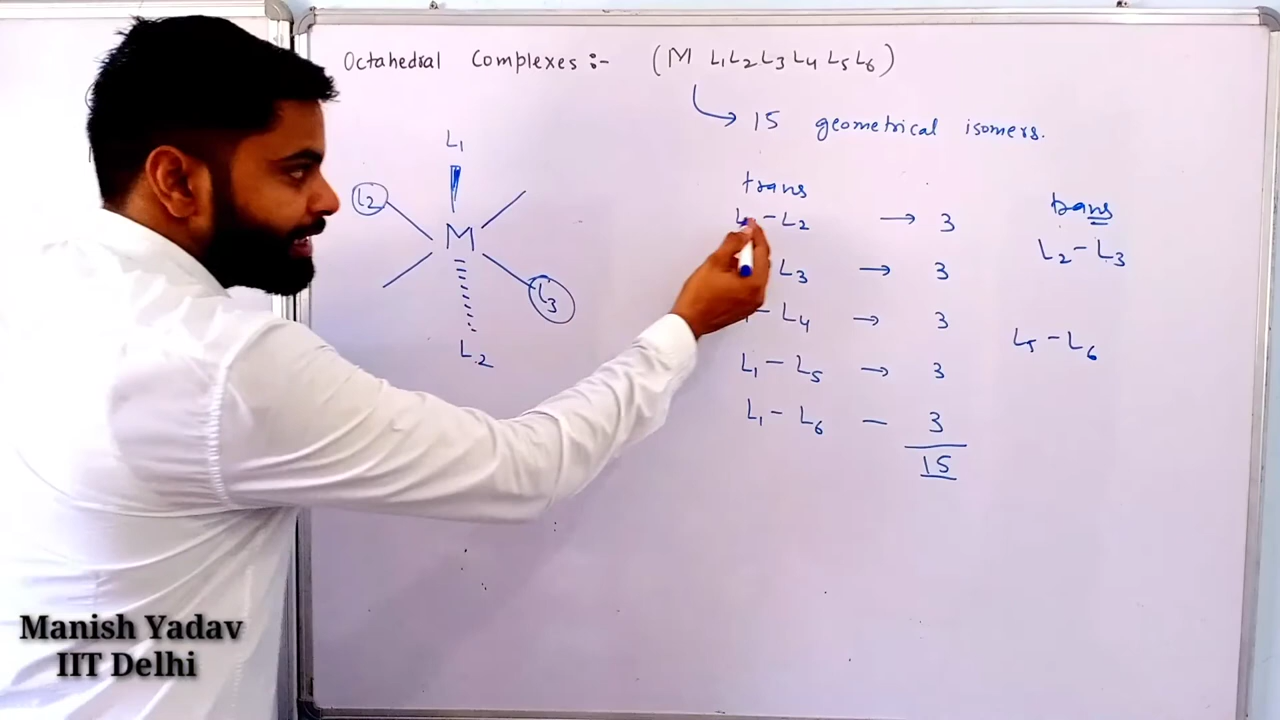 Octahedral Complexes :- (M L1L2L3L4L5L6)
15 geometrical isomers.
L1
L2
M
L3
L2
trans
L1-L2 → 3
L3 → 3
- L4 → 3
L1 - L5 → 3
L1 - L6 - 3
15
trans
L2-L3
L5-L6
Manish Yadav
IIT Delhi